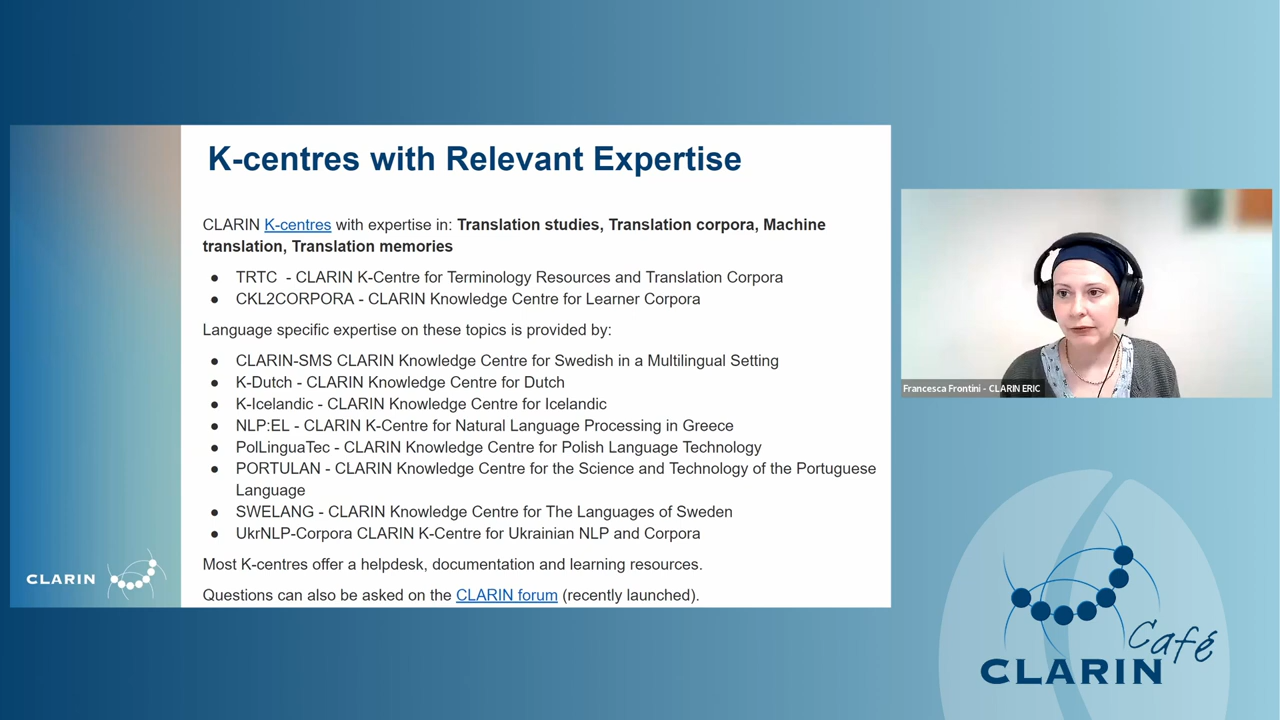 K-centres with Relevant Expertise
CLARIN K-centres with expertise in: Translation studies, Translation corpora, Machine
translation, Translation memories
● TRTC - CLARIN K-Centre for Terminology Resources and Translation Corpora
● CKL2CORPORA - CLARIN Knowledge Centre for Learner Corpora
Language specific expertise on these topics is provided by:
● CLARIN-SMS CLARIN Knowledge Centre for Swedish in a Multilingual Setting
● K-Dutch - CLARIN Knowledge Centre for Dutch
● K-Icelandic - CLARIN Knowledge Centre for Icelandic
● NLP:EL - CLARIN K-Centre for Natural Language Processing in Greece
● PolLinguaTec - CLARIN Knowledge Centre for Polish Language Technology
● PORTULAN - CLARIN Knowledge Centre for the Science and Technology of the Portuguese
Language
● SWELANG - CLARIN Knowledge Centre for The Languages of Sweden
● UkrNLP-Corpora CLARIN K-Centre for Ukrainian NLP and Corpora
Most K-centres offer a helpdesk, documentation and learning resources.
Questions can also be asked on the CLARIN forum (recently launched).
CLARIN
Francesca Frontini - CLARIN ERIC
Café
CLARIN